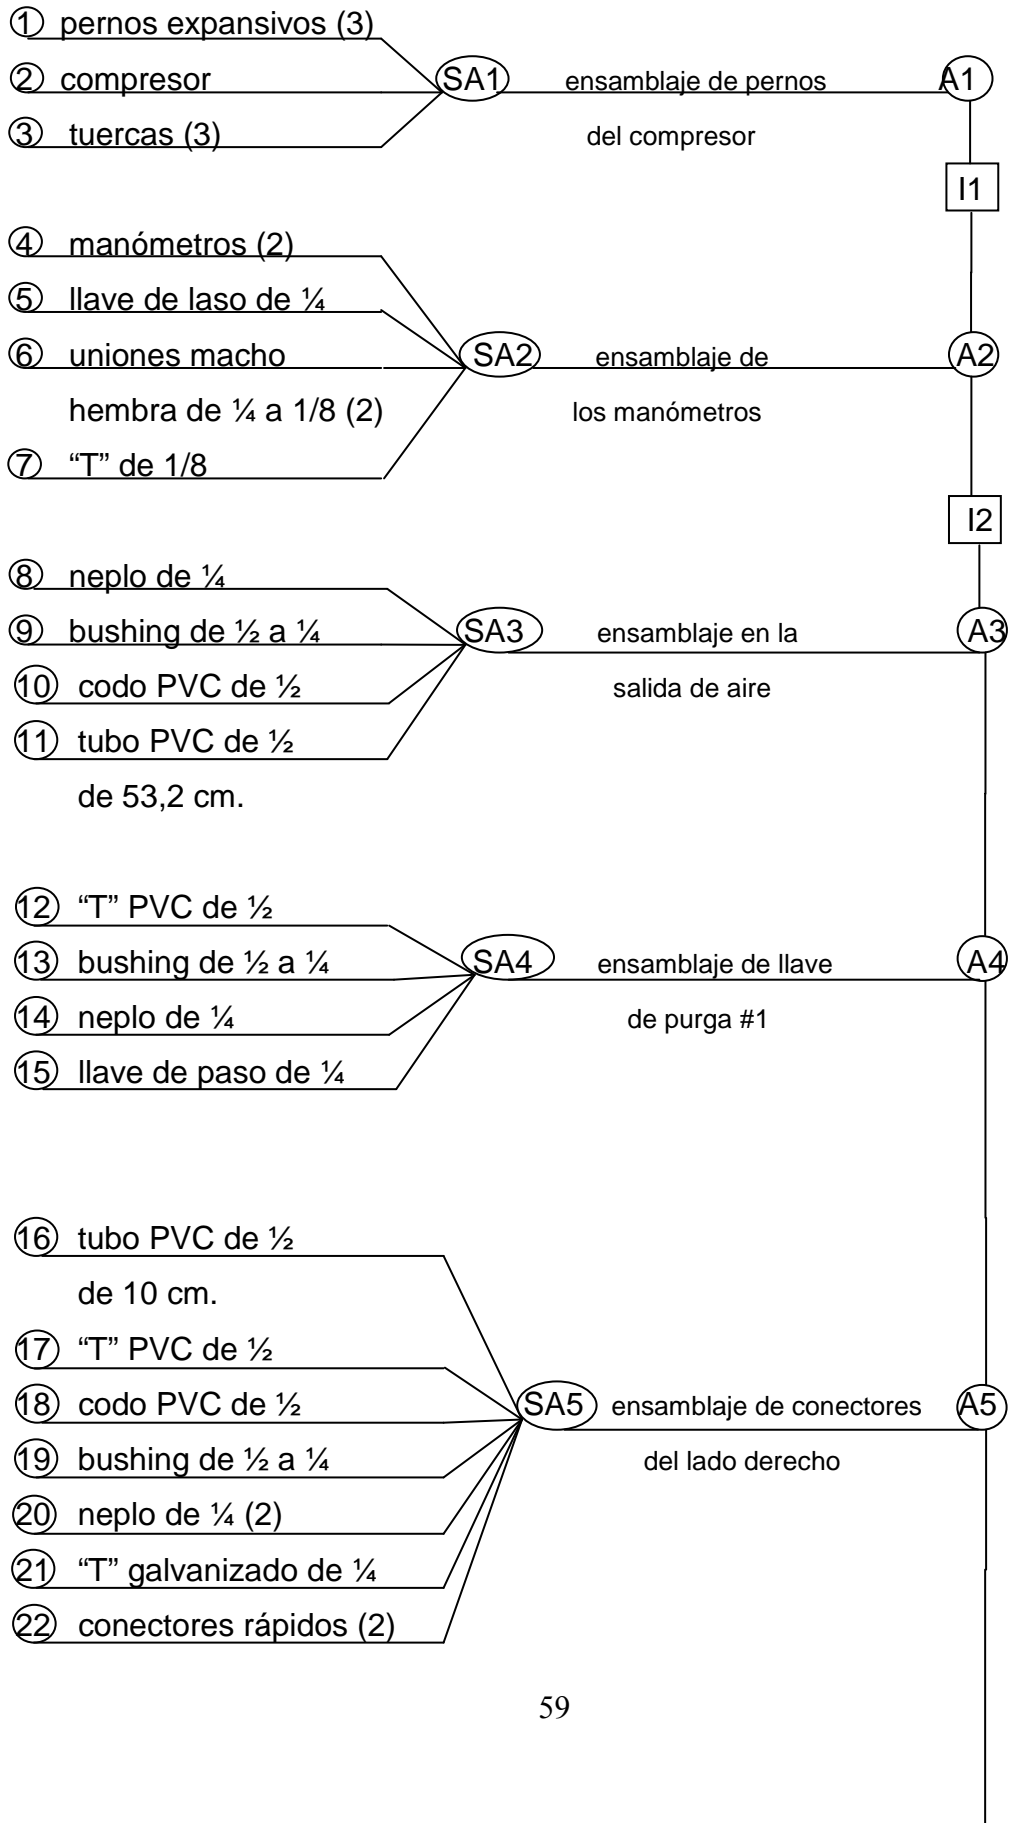 1 pernos expansivos (3)
2 compresor SA1 ensamblaje de pernos A1
3 tuercas (3) del compresor
I1
4 manómetros (2)
5 llave de laso de ¼
6 uniones macho SA2 ensamblaje de A2
hembra de ¼ a 1/8 (2) los manómetros
7 “T” de 1/8
I2
8 neplo de ¼
9 bushing de ½ a ¼ SA3 ensamblaje en la A3
10 codo PVC de ½ salida de aire
11 tubo PVC de ½
de 53,2 cm.
12 “T” PVC de ½
13 bushing de ½ a ¼ SA4 ensamblaje de llave A4
14 neplo de ¼ de purga #1
15 llave de paso de ¼
16 tubo PVC de ½
de 10 cm.
17 “T” PVC de ½
18 codo PVC de ½ SA5 ensamblaje de conectores A5
19 bushing de ½ a ¼ del lado derecho
20 neplo de ¼ (2)
21 “T” galvanizado de ¼
22 conectores rápidos (2)
59